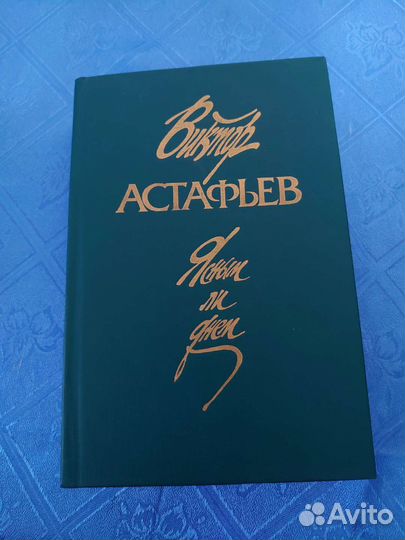 Виктор
АСТАФЬЕВ
Ясным
ли
днем
Avito